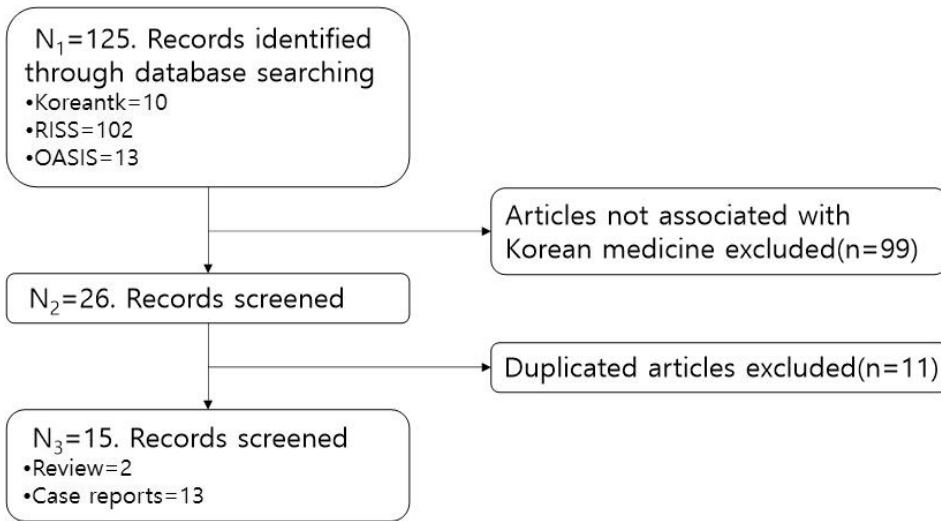 N₁=125. Records identified
through database searching
•Koreantk=10
•RISS=102
•OASIS=13
Articles not associated with
Korean medicine excluded(n=99)
N₂=26. Records screened
Duplicated articles excluded(n=11)
N₃=15. Records screened
•Review=2
•Case reports=13